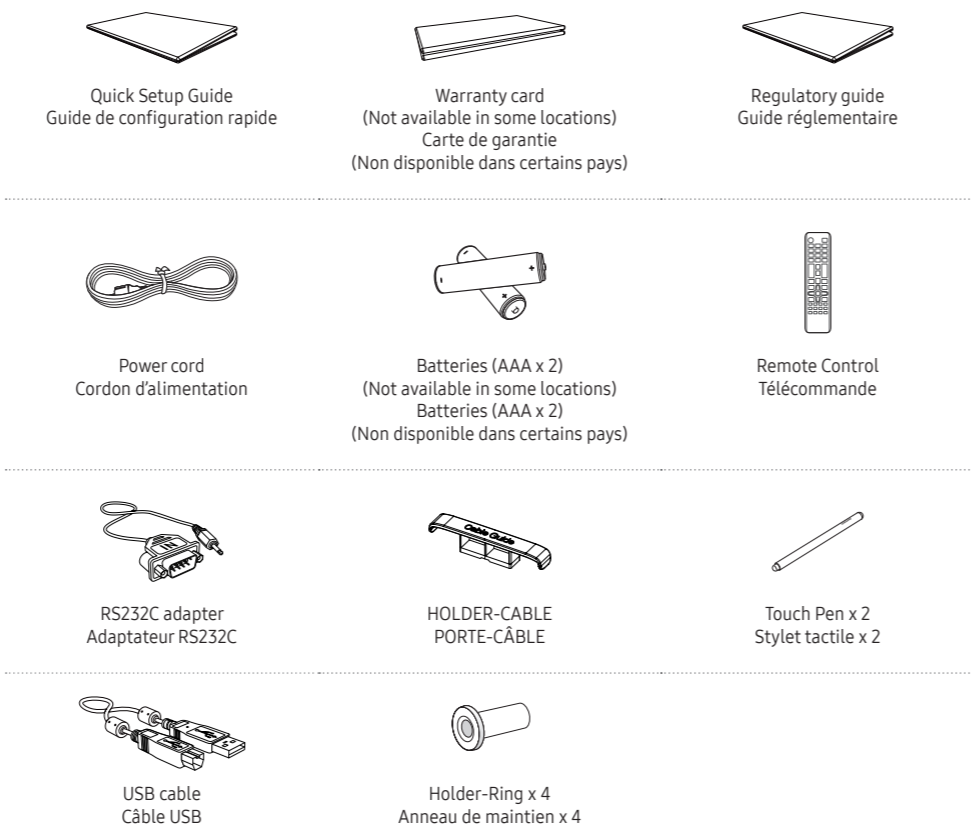 Quick Setup Guide
Guide de configuration rapide
Warranty card
(Not available in some locations)
Carte de garantie
(Non disponible dans certains pays)
Regulatory guide
Guide réglementaire
Power cord
Cordon d'alimentation
Batteries (AAA x 2)
(Not available in some locations)
Batteries (AAA x 2)
(Non disponible dans certains pays)
Remote Control
Télécommande
IN
RS232C adapter
Adaptateur RS232C
Cable Guide
HOLDER-CABLE
PORTE-CÂBLE
Touch Pen x 2
Stylet tactile x 2
USB cable
Câble USB
Holder-Ring x 4
Anneau de maintien x 4